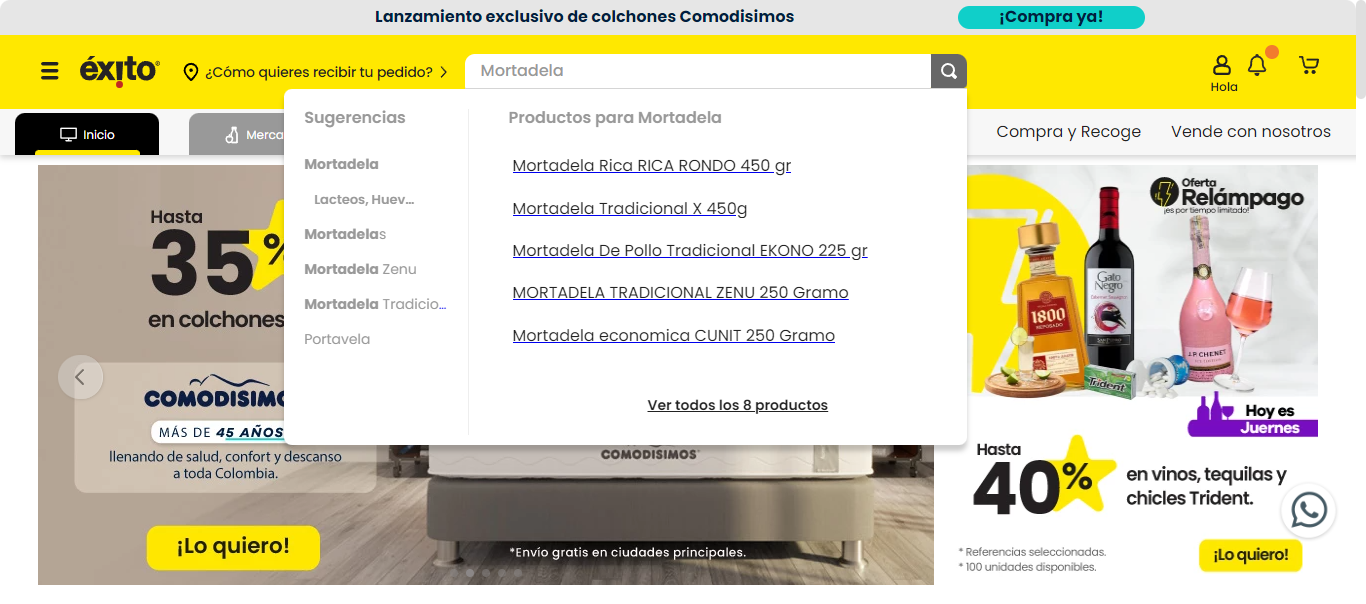 Lanzamiento exclusivo de colchones Comodisimos
¡Compra ya!
éxito
¿Cómo quieres recibir tu pedido?
Mortadela
Hola
Inicio
Merca
Compra y Recoge
Vende con nosotros
Sugerencias
Mortadela
Lacteos, Huev...
Mortadelas
Mortadela Zenu
Mortadela Tradicio...
Portavela
Productos para Mortadela
Mortadela Rica RICA RONDO 450 gr
Mortadela Tradicional X 450g
Mortadela De Pollo Tradicional EKONO 225 gr
MORTADELA TRADICIONAL ZENU 250 Gramo
Mortadela economica CUNIT 250 Gramo
Ver todos los 8 productos
Hasta
35%
en colchones
COMODISIMO
MÁS DE 45 AÑOS
llenando de salud, confort y descanso
a toda Colombia.
¡Lo quiero!
COMODISIMOS
*Envío gratis en ciudades principales.
Oferta
Relámpago
¡es por tiempo limitado!
1800
REPOSADO
Gato
Negro
J.P. CHENET
Trident
Hoy es
Juernes
Hasta
40%
en vinos, tequilas y
chicles Trident.
* Referencias seleccionadas.
* 100 unidades disponibles.
¡Lo quiero!